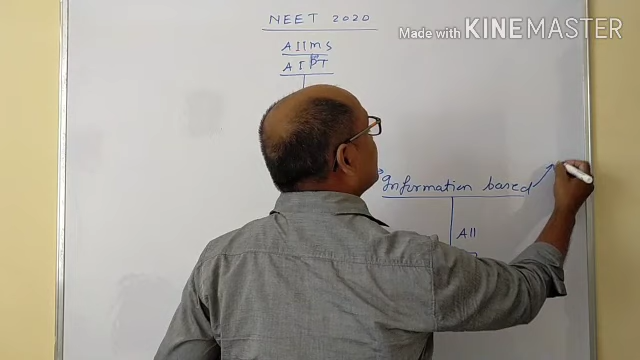 NEET 2020
Made with KINEMASTER
AIIMS
AIPT
Information based
All